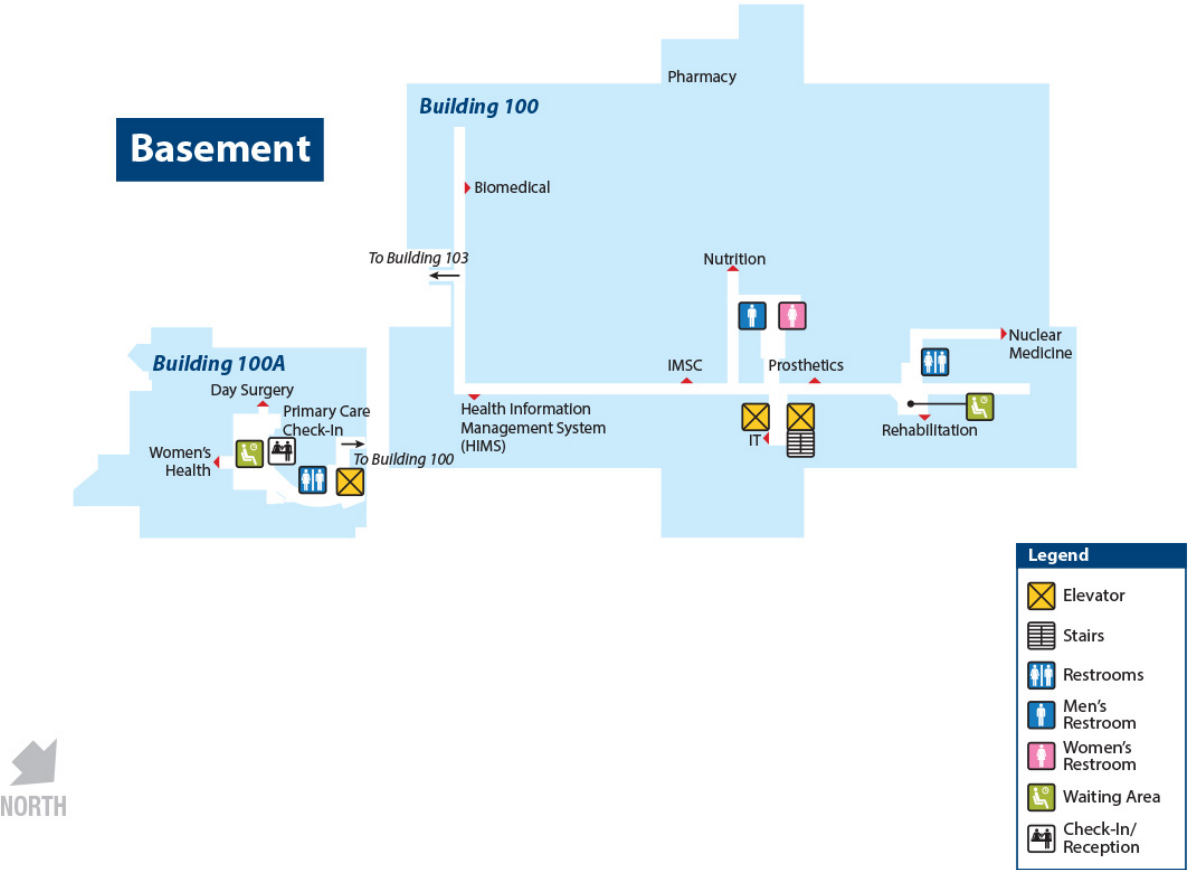 Pharmacy
Building 100
Basement
Biomedical
To Building 103
Nutrition
Nuclear
Medicine
Building 100A
IMSC
Prosthetics
Day Surgery
Primary Care
Check-In
Health Information
Management System
(HIMS)
Rehabilitation
IT
Women's
Health
To Building 100
Legend
Elevator
Stairs
Restrooms
Men's
Restroom
Women's
Restroom
Waiting Area
Check-In/
Reception
NORTH